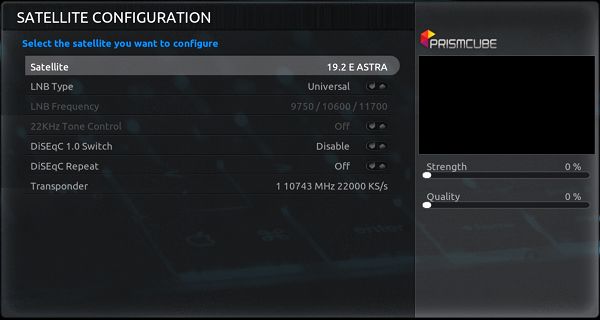 SATELLITE CONFIGURATION
Select the satellite you want to configure
Satellite 19.2 E ASTRA
LNB Type Universal
LNB Frequency 9750 / 10600 / 11700
22KHz Tone Control Off
DiSEqC 1.0 Switch Disable
DiSEqC Repeat Off
Transponder 1 10743 MHz 22000 KS/s
PRISMCUBE
Strength 0 %
Quality 0 %
enter